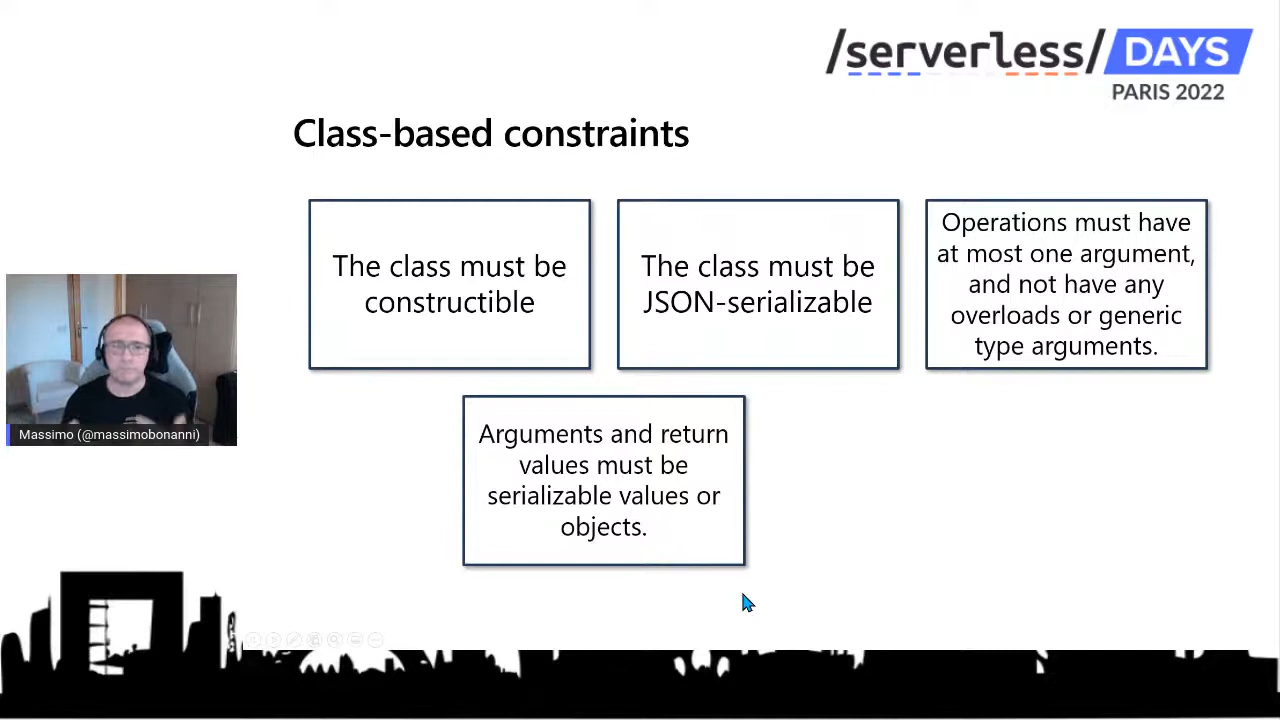 /serverless/ DAYS
PARIS 2022
Class-based constraints
The class must be
constructible
The class must be
JSON-serializable
Operations must have
at most one argument,
and not have any
overloads or generic
type arguments.
Arguments and return
values must be
serializable values or
objects.
Massimo (@massimobonanni)